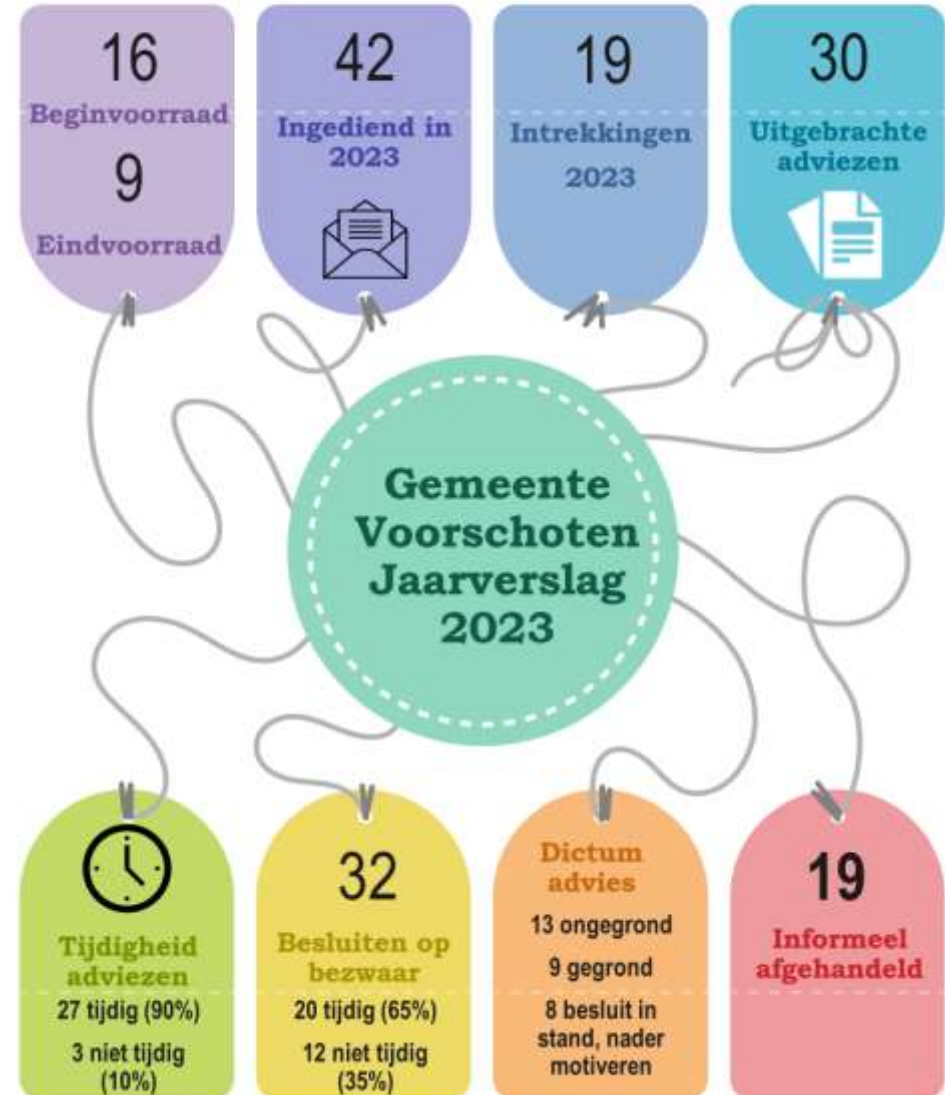 16
Beginvoorraad
9
Eindvoorraad
42
Ingediend in
2023
19
Intrekkingen
2023
30
Uitgebrachte
adviezen
Gemeente
Voorschoten
Jaarverslag
2023
Tijdigheid
adviezen
27 tijdig (90%)
3 niet tijdig
(10%)
32
Besluiten op
bezwaar
20 tijdig (65%)
12 niet tijdig
(35%)
Dictum
advies
13 ongegrond
9 gegrond
8 besluit in
stand, nader
motiveren
19
Informeel
afgehandeld